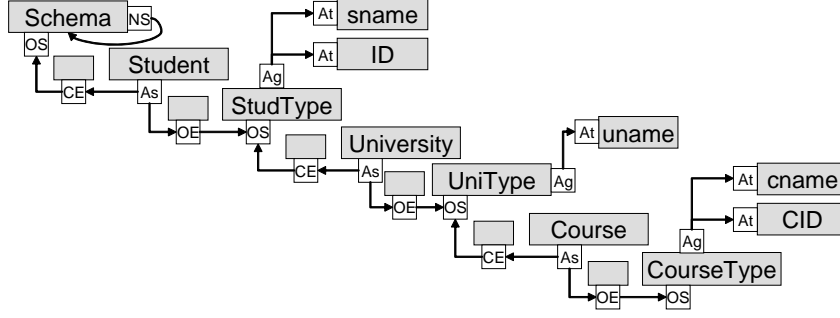 Schema NS
At sname
OS
At ID
CE
Student
As
Ag
StudType
OE
OS
CE
University
As
At uname
UniType
Ag
OE
OS
At cname
At CID
CE
Course
As
Ag
CourseType
OE
OS